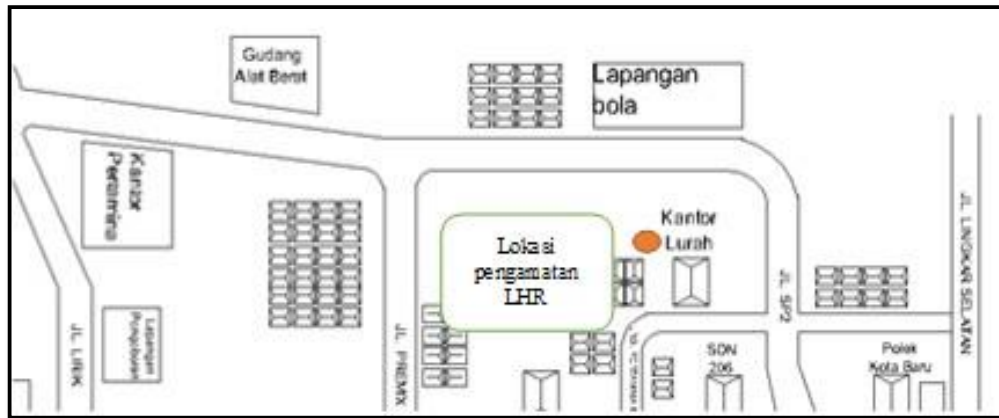 Gudang
Alat Berat
Lapangan
bola
Kantor
Pertamina
Kantor
Lurah
Lokasi
pengamatan
LHR
JL. LINGKAR SELATAN
JL. SP2
JL. LIRIK
Lapangan
JL. PREMIX
SDN
206
Polsek
Kota Baru